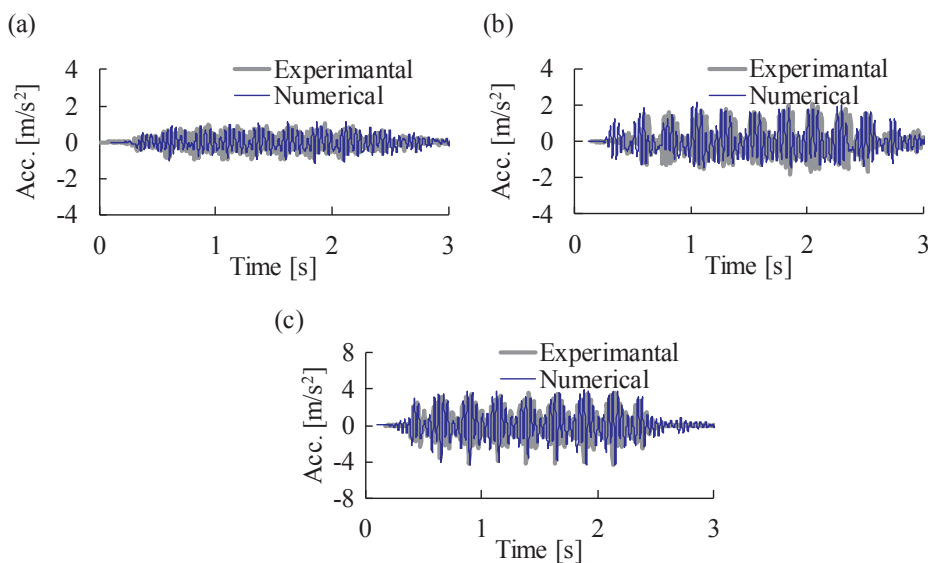 (a)
Experimantal
Numerical
Acc. [m/s²]
4
2
0
-2
-4
0 1 2 3
Time [s]
(b)
Experimantal
Numerical
Acc. [m/s²]
4
2
0
-2
-4
0 1 2 3
Time [s]
(c)
Experimantal
Numerical
Acc. [m/s²]
8
4
0
-4
-8
0 1 2 3
Time [s]